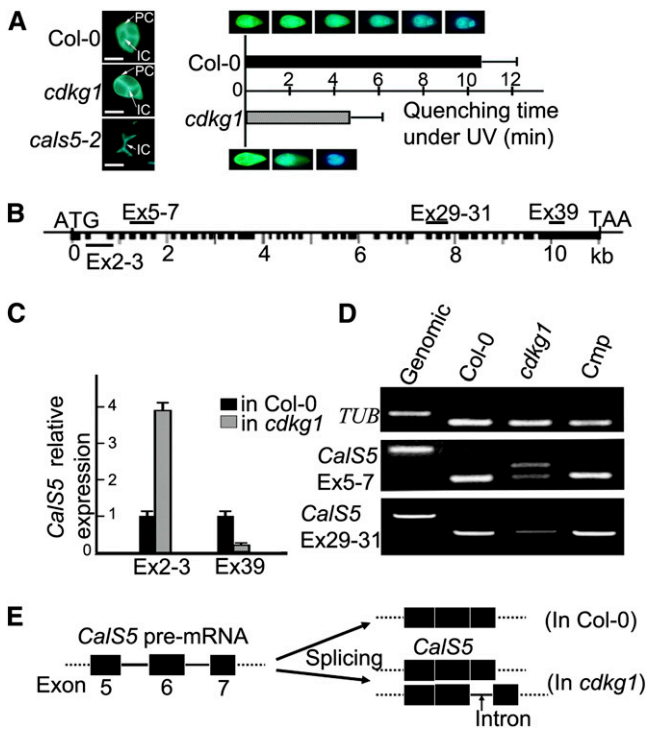 A
Col-0
PC
IC
cdkg1
PC
IC
cals5-2
IC
Col-0
0 2 4 6 8 10 12
cdkg1
Quenching time
under UV (min)
B
ATG Ex5-7 Ex29-31 Ex39 TAA
0 2 4 6 8 10 kb
Ex2-3
C
CalS5 relative
expression
4
3
2
1
0
in Col-0
in cdkg1
Ex2-3 Ex39
D
Genomic Col-0 cdkg1 Cmp
TUB
CalS5
Ex5-7
CalS5
Ex29-31
E
CalS5 pre-mRNA
Exon 5 6 7
Splicing
(In Col-0)
CalS5
(In cdkg1)
Intron